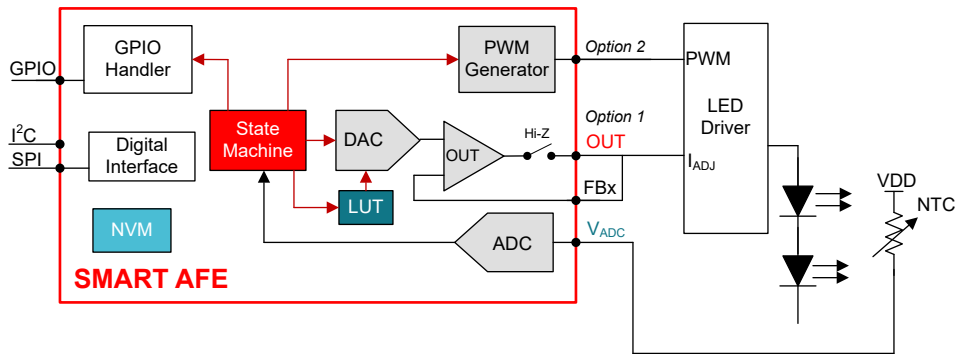 GPIO
GPIO
Handler
I²C
SPI
Digital
Interface
NVM
State
Machine
DAC
LUT
OUT
ADC
PWM
Generator
Hi-Z
SMART AFE
Option 2
Option 1
OUT
FBx
VADC
PWM
LED
Driver
IADJ
VDD
NTC